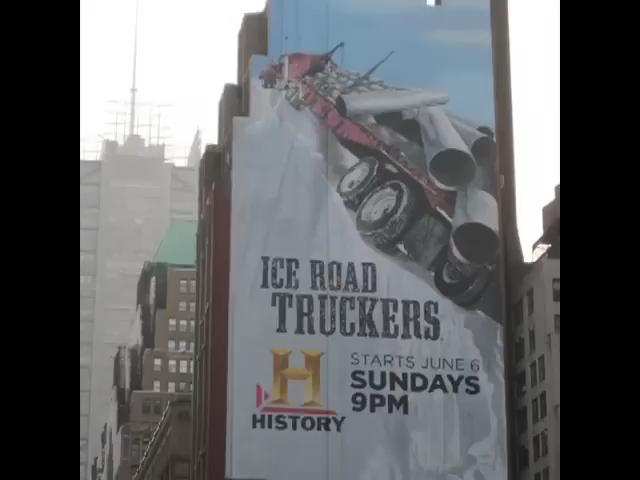 ICE ROAD
TRUCKERS
STARTS JUNE 6
SUNDAYS
9PM
H
HISTORY